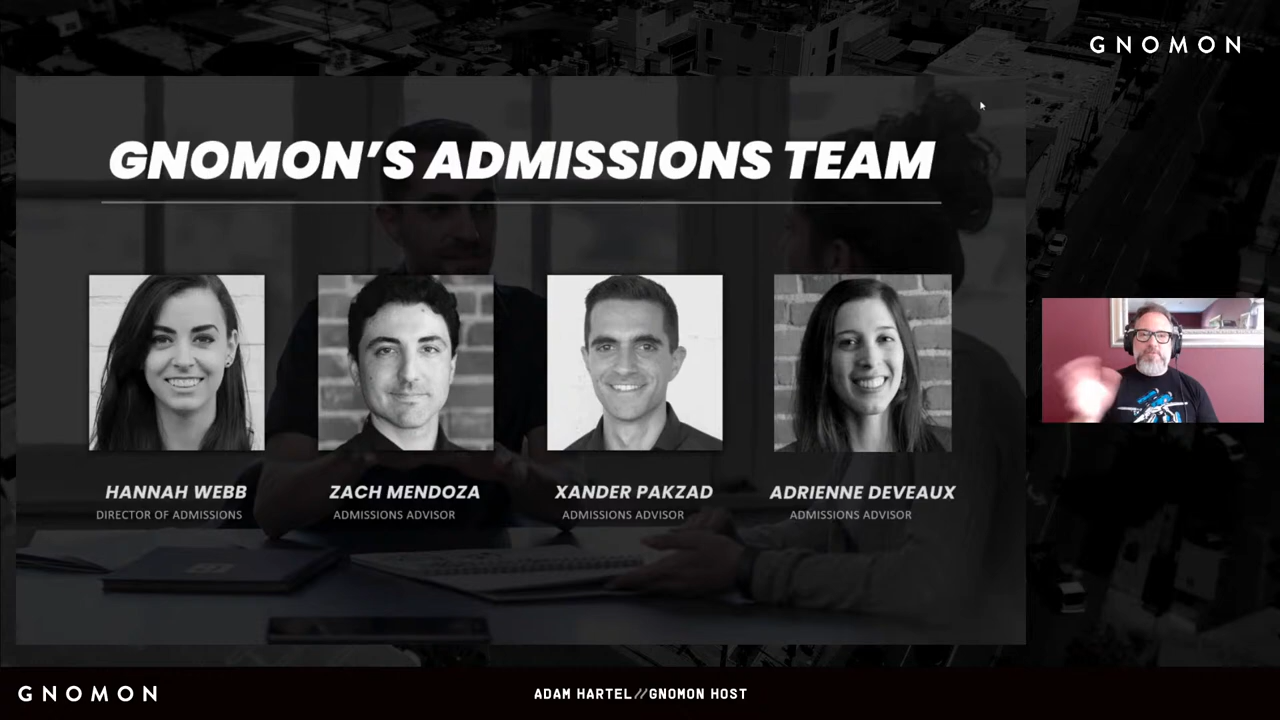 GNOMON
GNOMON'S ADMISSIONS TEAM
HANNAH WEBB
DIRECTOR OF ADMISSIONS
ZACH MENDOZA
ADMISSIONS ADVISOR
XANDER PAKZAD
ADMISSIONS ADVISOR
ADRIENNE DEVEAUX
ADMISSIONS ADVISOR
GNOMON
ADAM HARTEL//GNOMON HOST